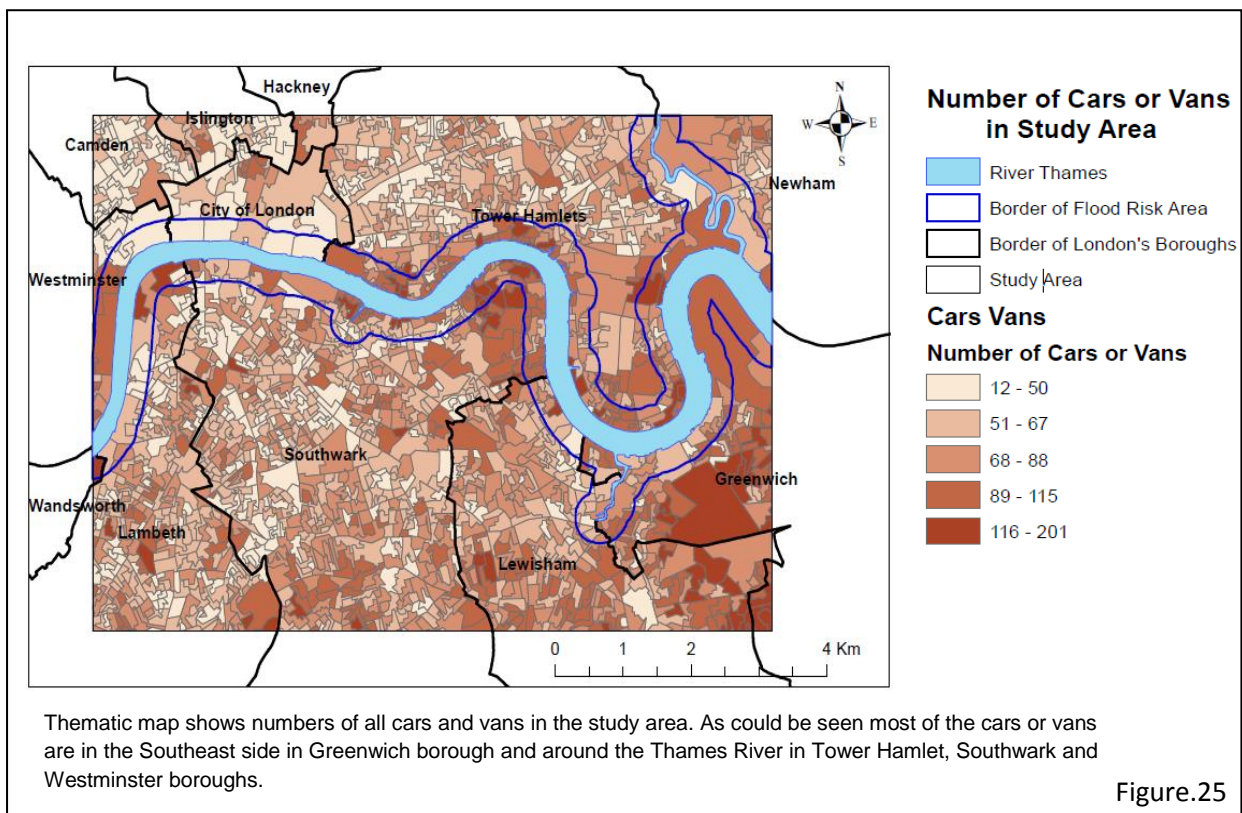 Hackney
Islington
Camden
N
W E
S
Newham
City of London
Tower Hamlets
Westminster
Southwark
Greenwich
Wandsworth
Lambeth
Lewisham
0 1 2 4 Km
Number of Cars or Vans
in Study Area
River Thames
Border of Flood Risk Area
Border of London's Boroughs
Study Area
Cars Vans
Number of Cars or Vans
12 - 50
51 - 67
68 - 88
89 - 115
116 - 201
Thematic map shows numbers of all cars and vans in the study area. As could be seen most of the cars or vans
are in the Southeast side in Greenwich borough and around the Thames River in Tower Hamlet, Southwark and
Westminster boroughs.
Figure.25